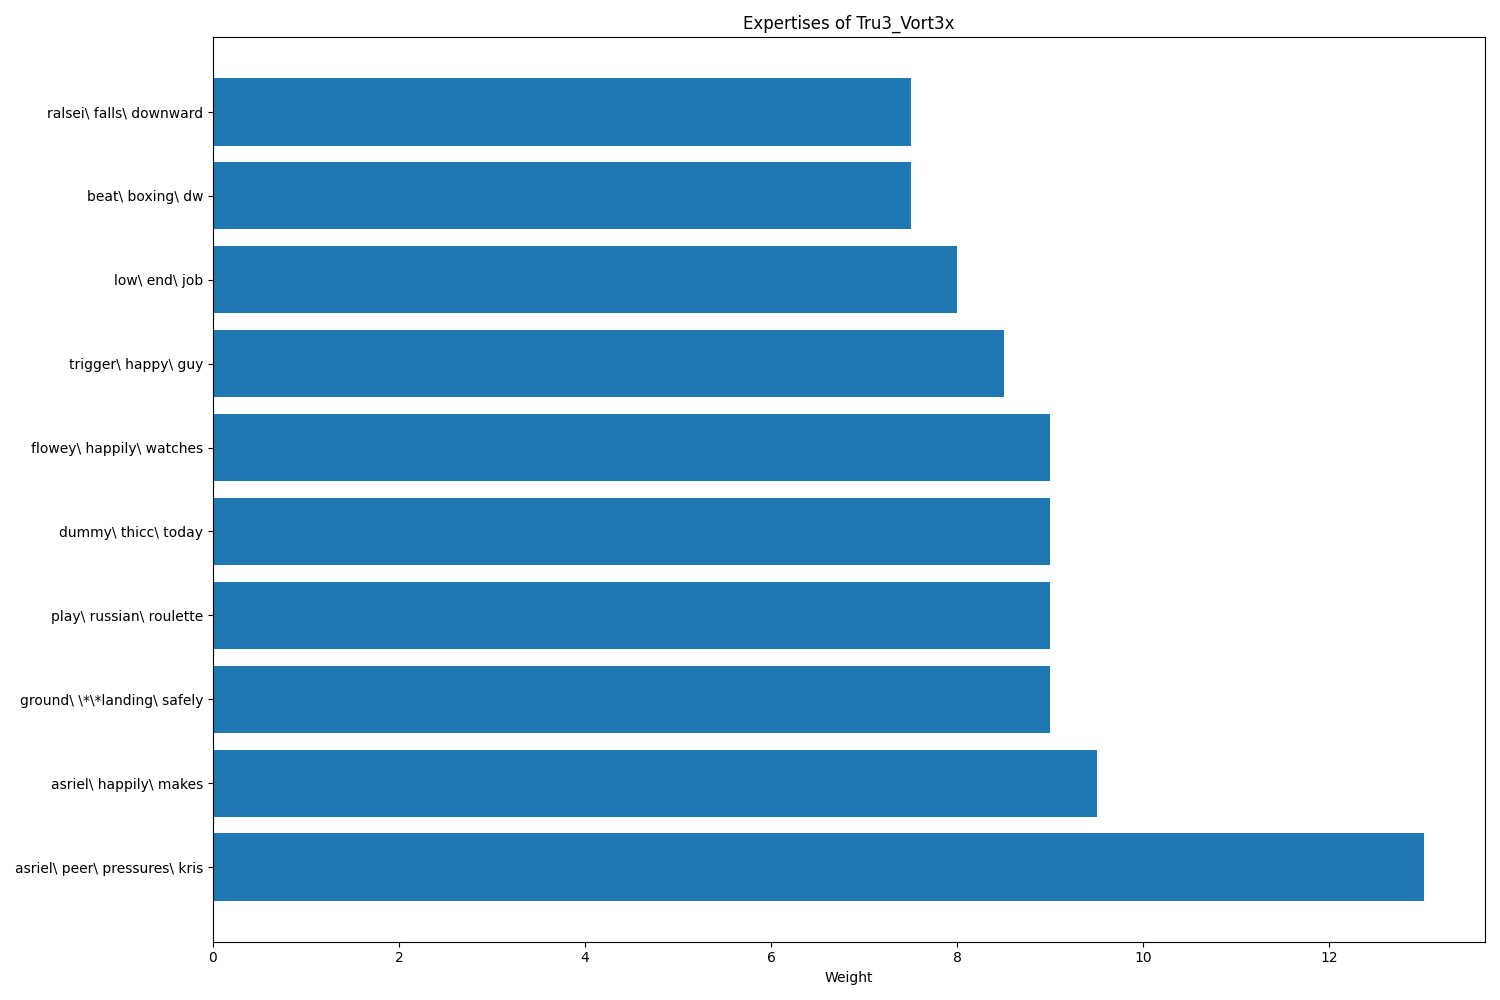 Expertises of Tru3_Vort3x
ralsei\ falls\ downward
beat\ boxing\ dw
low\ end\ job
trigger\ happy\ guy
flowey\ happily\ watches
dummy\ thicc\ today
play\ russian\ roulette
ground\ \*\*landing\ safely
asriel\ happily\ makes
asriel\ peer\ pressures\ kris
0 2 4 6 8 10 12
Weight